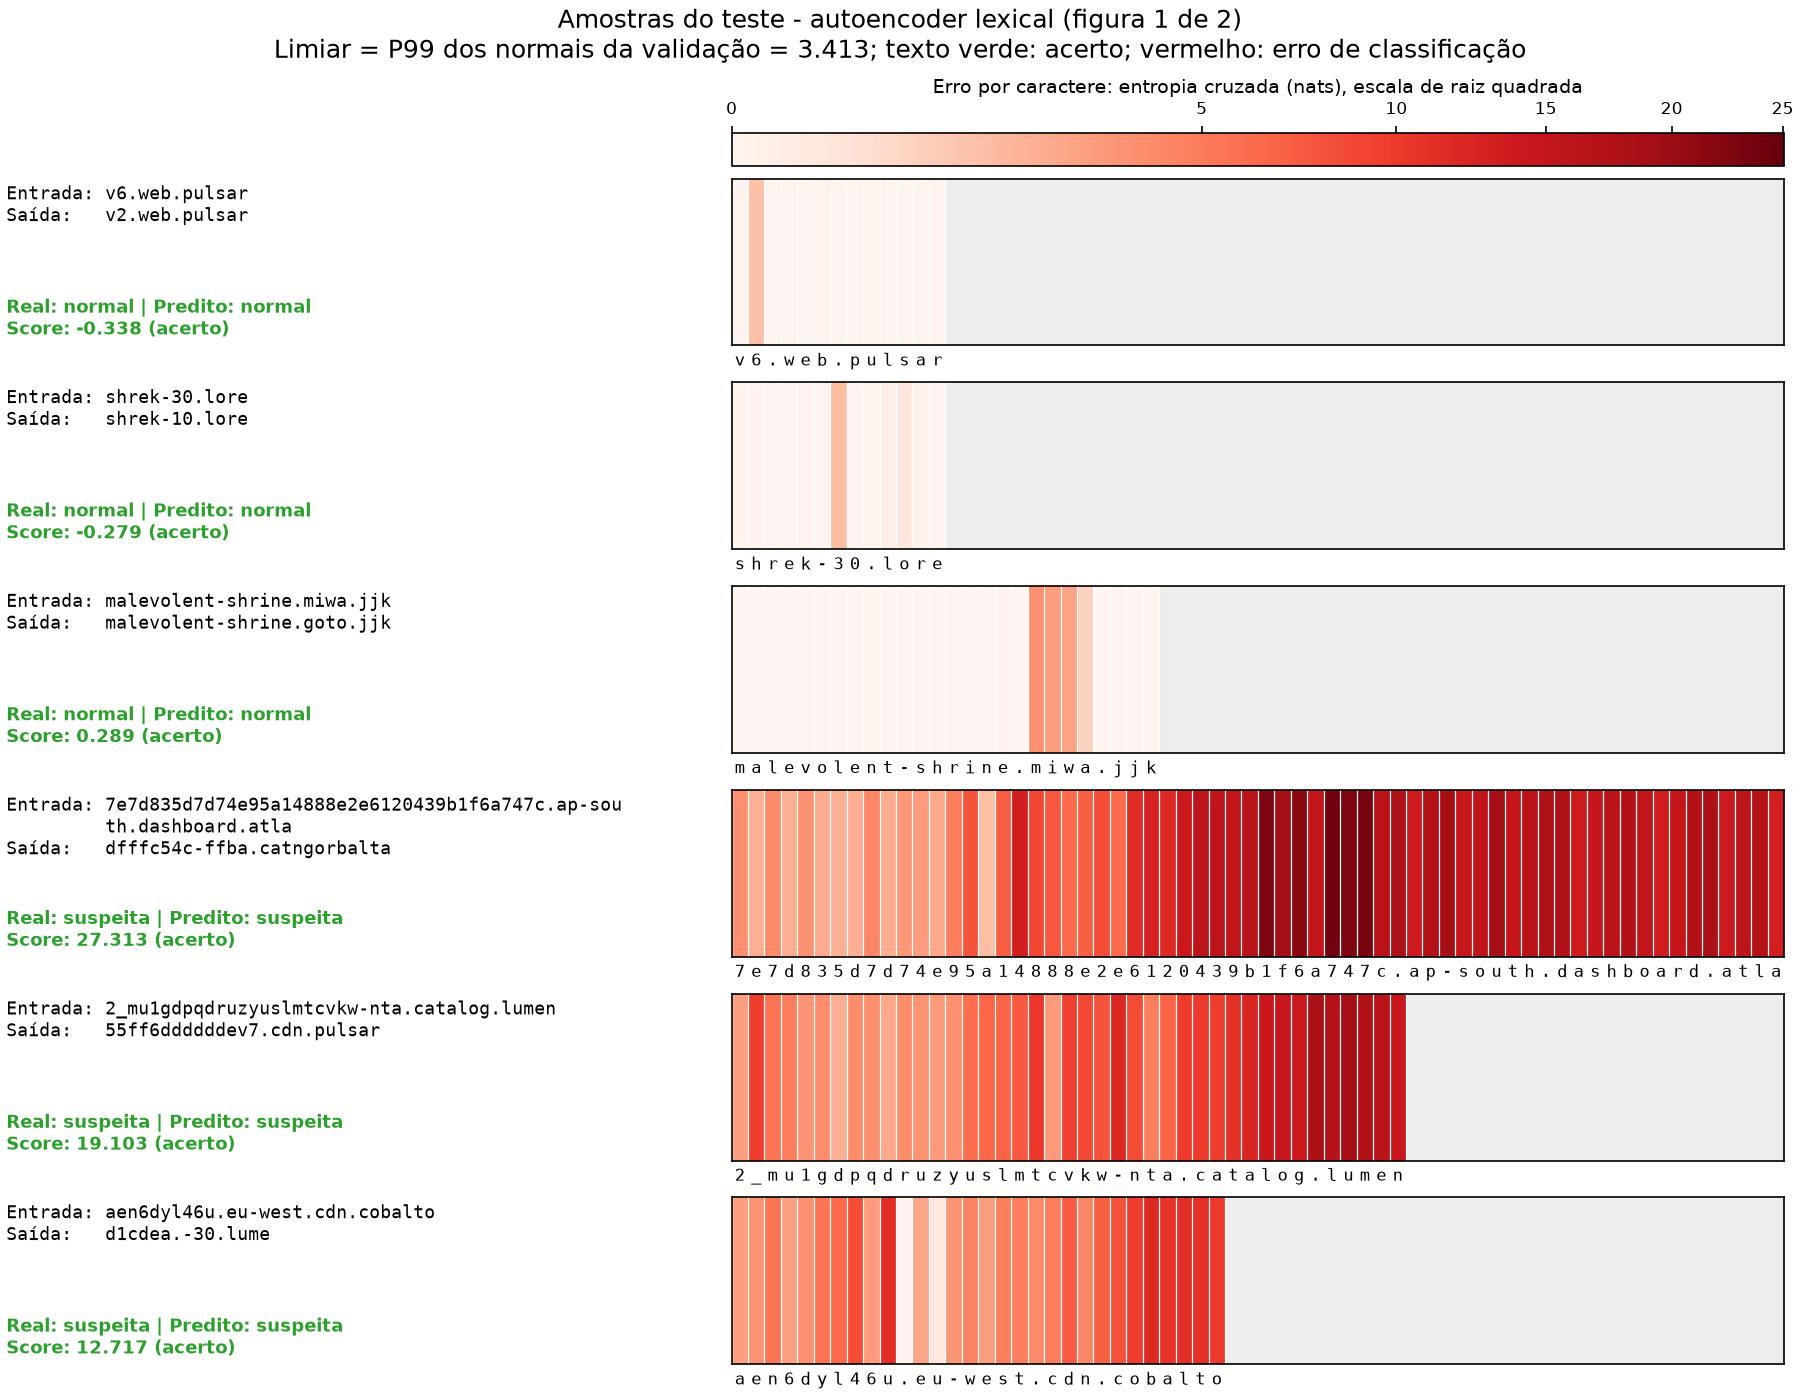 Amostras do teste - autoencoder lexical (figura 1 de 2)
Limiar = P99 dos normais da validação = 3.413; texto verde: acerto; vermelho: erro de classificação
Erro por caractere: entropia cruzada (nats), escala de raiz quadrada
0 5 10 15 20 25
Entrada: v6.web.pulsar
Saída: v2.web.pulsar
Real: normal | Predito: normal
Score: -0.338 (acerto)
v6.web.pulsar
Entrada: shrek-30.lore
Saída: shrek-10.lore
Real: normal | Predito: normal
Score: -0.279 (acerto)
shrek-30.lore
Entrada: malevolent-shrine.miwa.jjk
Saída: malevolent-shrine.goto.jjk
Real: normal | Predito: normal
Score: 0.289 (acerto)
malevolent-shrine.miwa.jjk
Entrada: 7e7d835d7d74e95a14888e2e6120439b1f6a747c.ap-sou
th.dashboard.atla
Saída: dfffc54c-ffba.catngorbalta
Real: suspeita | Predito: suspeita
Score: 27.313 (acerto)
7e7d835d7d74e95a14888e2e6120439b1f6a747c.ap-south.dashboard.atla
Entrada: 2_mu1gdpqdruzyuslmtcvkw-nta.catalog.lumen
Saída: 55ff6ddddddev7.cdn.pulsar
Real: suspeita | Predito: suspeita
Score: 19.103 (acerto)
2_mu1gdpqdruzyuslmtcvkw-nta.catalog.lumen
Entrada: aen6dyl46u.eu-west.cdn.cobalto
Saída: d1cdea.-30.lume
Real: suspeita | Predito: suspeita
Score: 12.717 (acerto)
aen6dyl46u.eu-west.cdn.cobalto